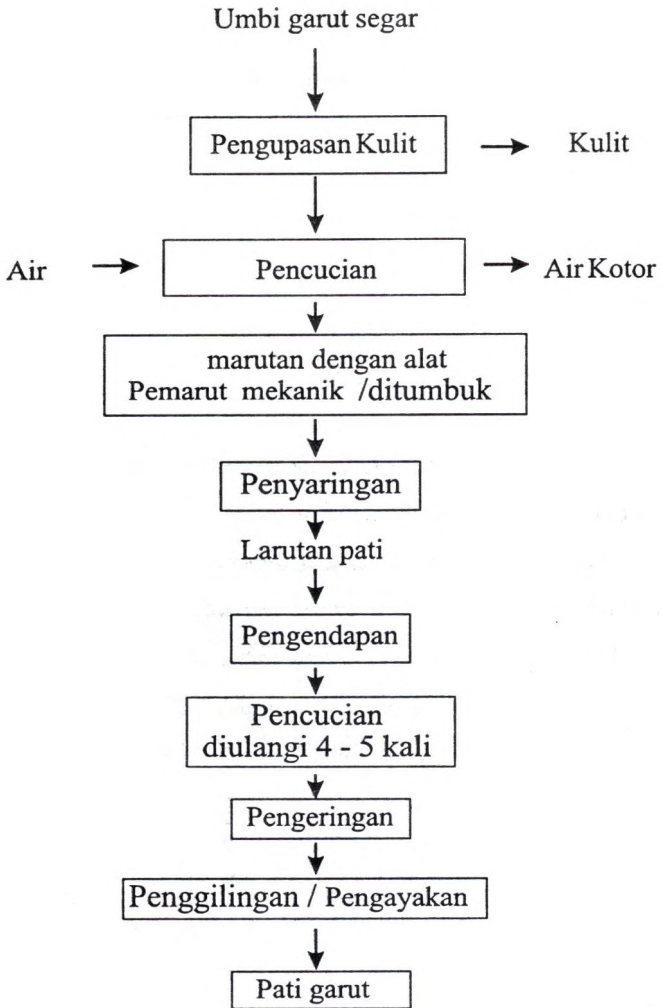 Umbi garut segar
Pengupasan Kulit
Kulit
Air
Pencucian
Air Kotor
marutan dengan alat
Pemarut mekanik /ditumbuk
Penyaringan
Larutan pati
Pengendapan
Pencucian
diulangi 4 - 5 kali
Pengeringan
Penggilingan / Pengayakan
Pati garut